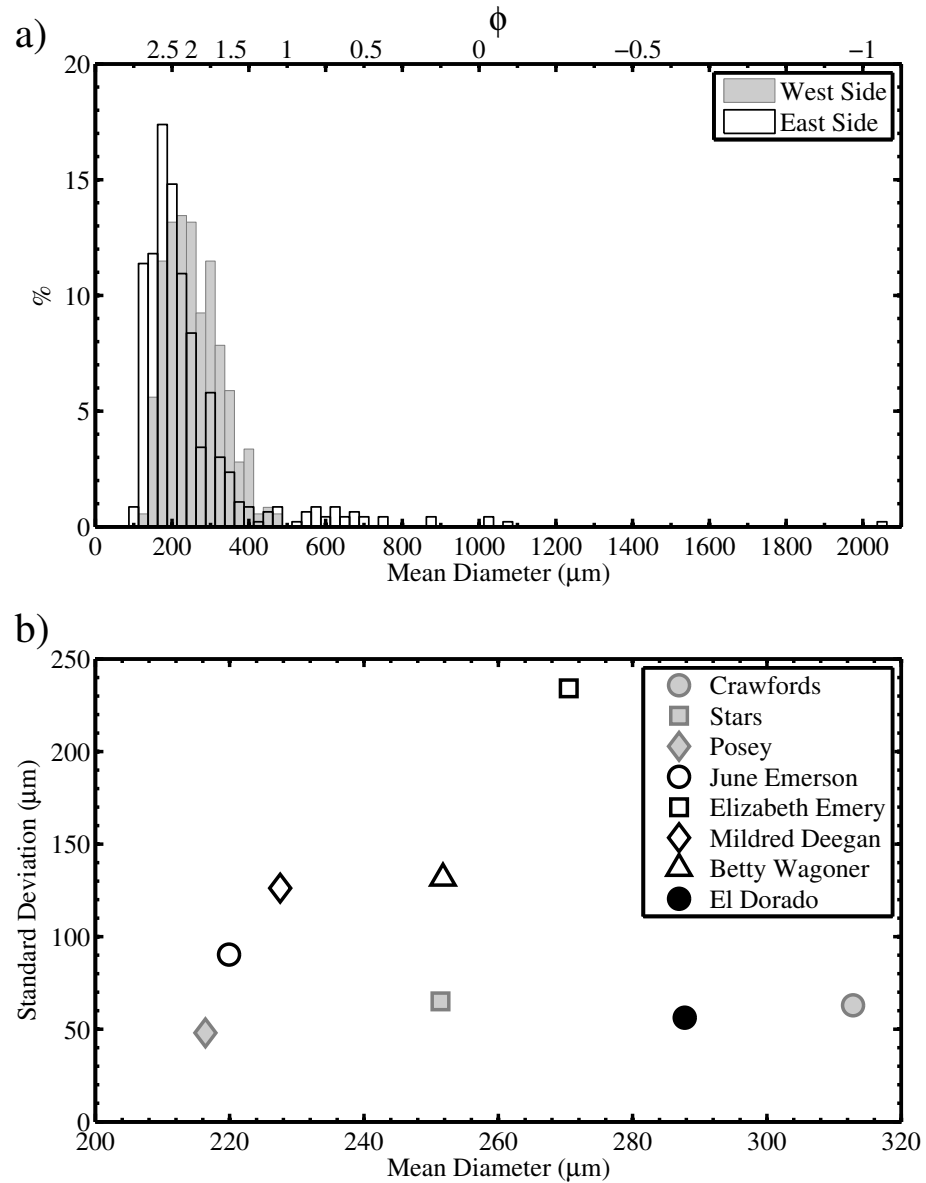 a)
ϕ
2.5 2 1.5 1 0.5 0 −0.5 −1
20
15
10
5
0
%
West Side
East Side
0 200 400 600 800 1000 1200 1400 1600 1800 2000
Mean Diameter (μm)
b)
250
200
150
100
50
0
Standard Deviation (μm)
Crawfords
Stars
Posey
June Emerson
Elizabeth Emery
Mildred Deegan
Betty Wagoner
El Dorado
200 220 240 260 280 300 320
Mean Diameter (μm)